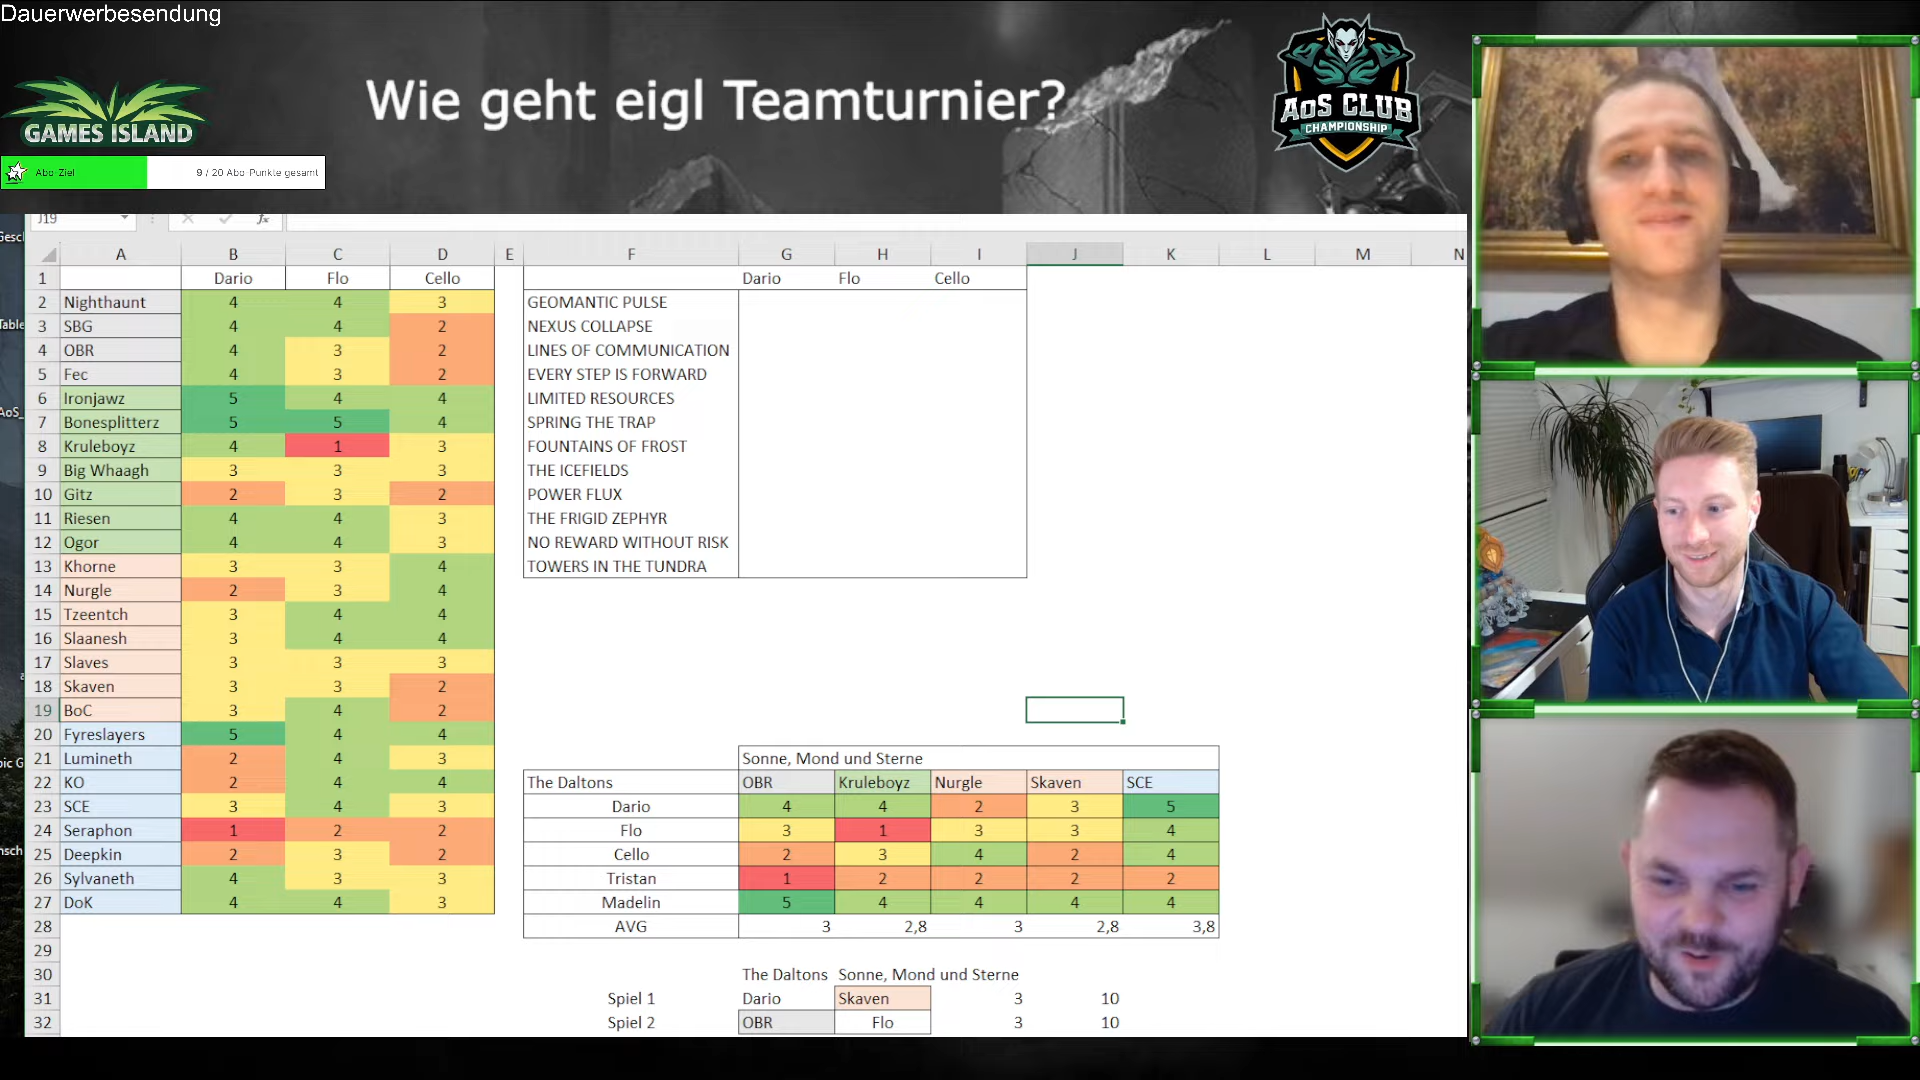 Dauerwerbesendung
Wie geht eigl Teamturnier?
GAMES ISLAND
AoS CLUB
CHAMPIONSHIP
Abo-Ziel 9 / 20 Abo-Punkte gesamt
J19 fx
A B C D E F G H I J K L M N
1 Dario Flo Cello Dario Flo Cello
2 Nighthaunt 4 4 3 GEOMANTIC PULSE
3 SBG 4 4 2 NEXUS COLLAPSE
4 OBR 4 3 2 LINES OF COMMUNICATION
5 Fec 4 3 2 EVERY STEP IS FORWARD
6 Ironjawz 5 4 4 LIMITED RESOURCES
7 Bonesplitterz 5 5 4 SPRING THE TRAP
8 Kruleboyz 4 1 3 FOUNTAINS OF FROST
9 Big Whaagh 3 3 3 THE ICEFIELDS
10 Gitz 2 3 2 POWER FLUX
11 Riesen 4 4 3 THE FRIGID ZEPHYR
12 Ogor 4 4 3 NO REWARD WITHOUT RISK
13 Khorne 3 3 4 TOWERS IN THE TUNDRA
14 Nurgle 2 3 4
15 Tzeentch 3 4 4
16 Slaanesh 3 4 4
17 Slaves 3 3 3
18 Skaven 3 3 2
19 BoC 3 4 2
20 Fyreslayers 5 4 4
21 Lumineth 2 4 3 Sonne, Mond und Sterne
22 KO 2 4 4 The Daltons OBR Kruleboyz Nurgle Skaven SCE
23 SCE 3 4 3 Dario 4 4 2 3 5
24 Seraphon 1 2 2 Flo 3 1 3 3 4
25 Deepkin 2 3 2 Cello 2 3 4 2 4
26 Sylvaneth 4 3 3 Tristan 1 2 2 2 2
27 DoK 4 4 3 Madelin 5 4 4 4 4
28 AVG 3 2,8 3 2,8 3,8
29
30 The Daltons Sonne, Mond und Sterne
31 Spiel 1 Dario Skaven 3 10
32 Spiel 2 OBR Flo 3 10